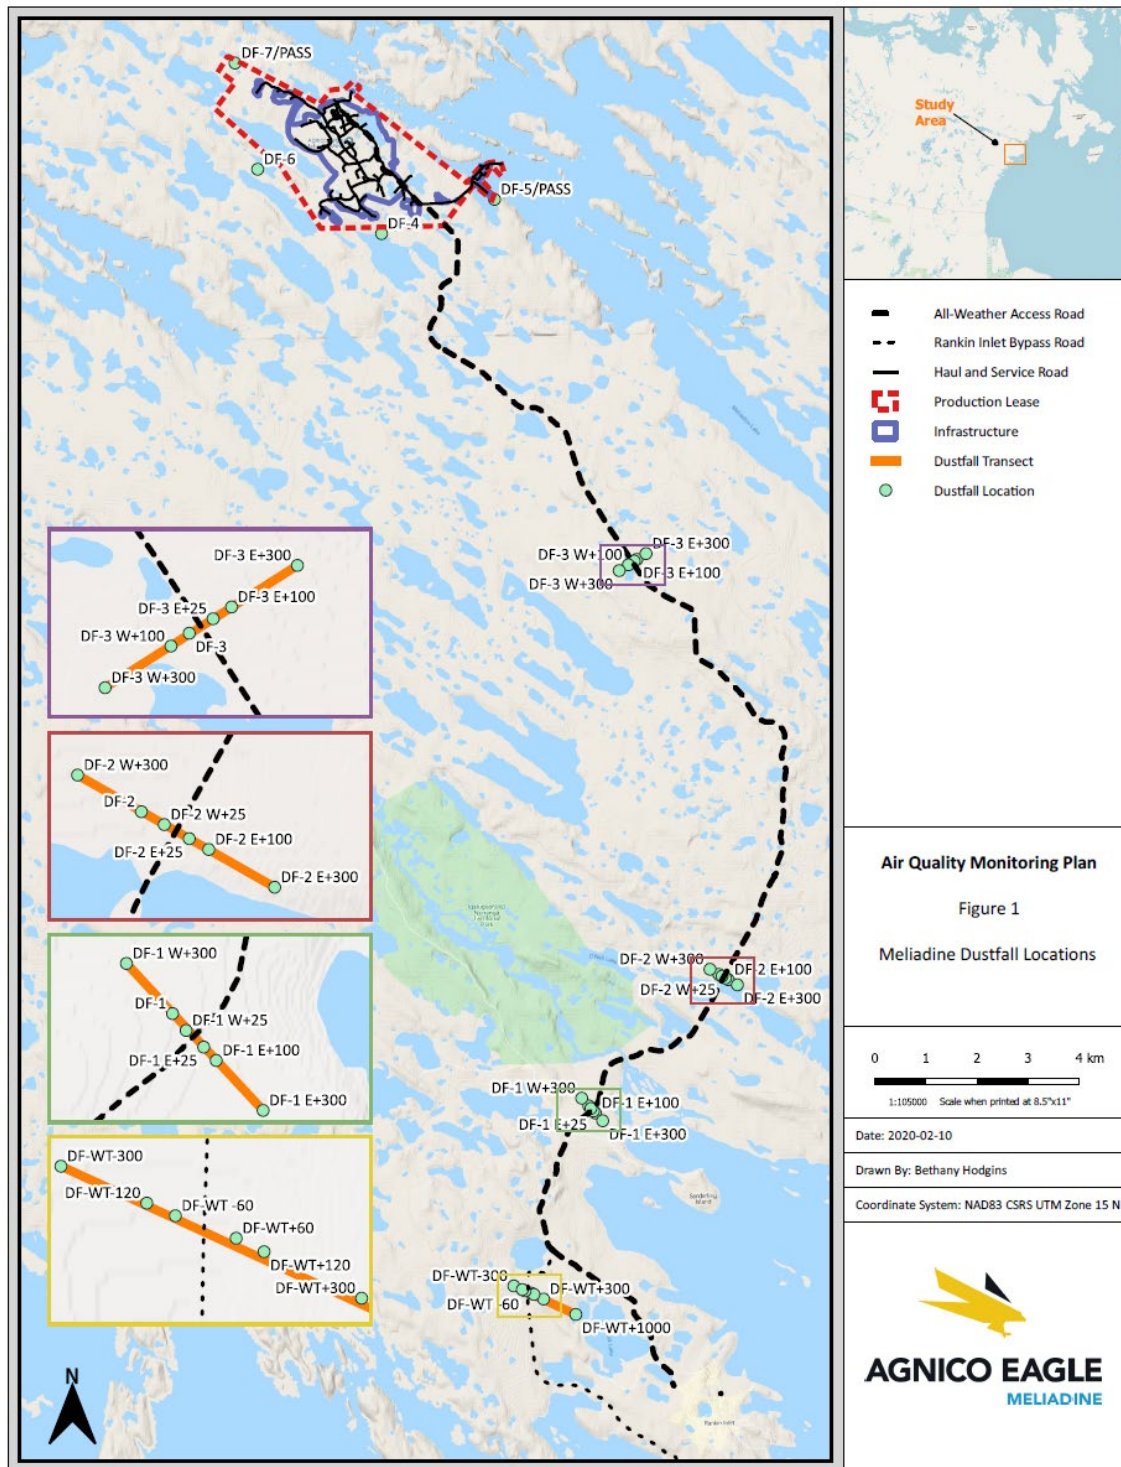 DF-7/PASS
DF-6
DF-5/PASS
DF-4
DF-3 E+300
DF-3 W+100
DF-3 E+100
DF-3 W+300
DF-3 E+300
DF-3 E+100
DF-3 E+25
DF-3 W+100
DF-3
DF-3 W+300
DF-2 W+300
DF-2
DF-2 W+25
DF-2 E+100
DF-2 E+25
DF-2 E+300
DF-2 W+300
DF-2 E+100
DF-2 W+25
DF-2 E+300
DF-1 W+300
DF-1
DF-1 W+25
DF-1 E+100
DF-1 E+25
DF-1 E+300
DF-1 W+300
DF-1 E+100
DF-1 E+25
DF-1 E+300
DF-WT-300
DF-WT-120
DF-WT -60
DF-WT+60
DF-WT+120
DF-WT+300
DF-WT-300
DF-WT+300
DF-WT -60
DF-WT+1000
Rankin Inlet
N
Study
Area
All-Weather Access Road
Rankin Inlet Bypass Road
Haul and Service Road
Production Lease
Infrastructure
Dustfall Transect
Dustfall Location
Air Quality Monitoring Plan
Figure 1
Meliadine Dustfall Locations
0 1 2 3 4 km
1:105000 Scale when printed at 8.5"x11"
Date: 2020-02-10
Drawn By: Bethany Hodgins
Coordinate System: NAD83 CSRS UTM Zone 15 N
AGNICO EAGLE
MELIADINE